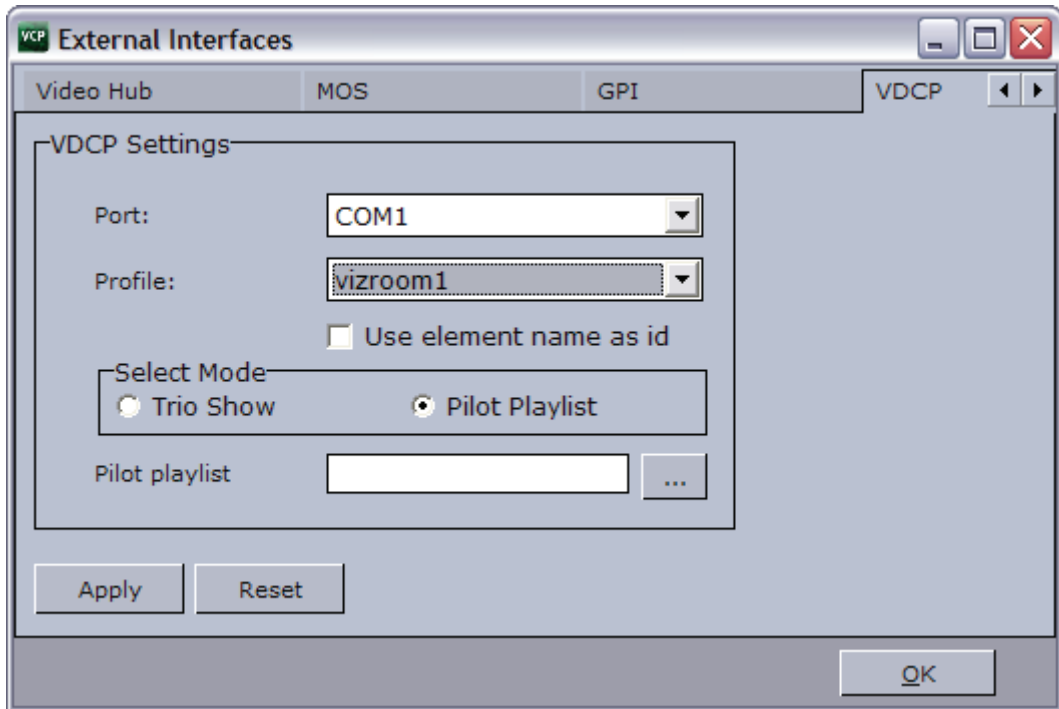 VCP External Interfaces
Video Hub MOS GPI VDCP
VDCP Settings
Port: COM1
Profile: vizroom1
Use element name as id
Select Mode
Trio Show Pilot Playlist
Pilot playlist ...
Apply Reset
OK